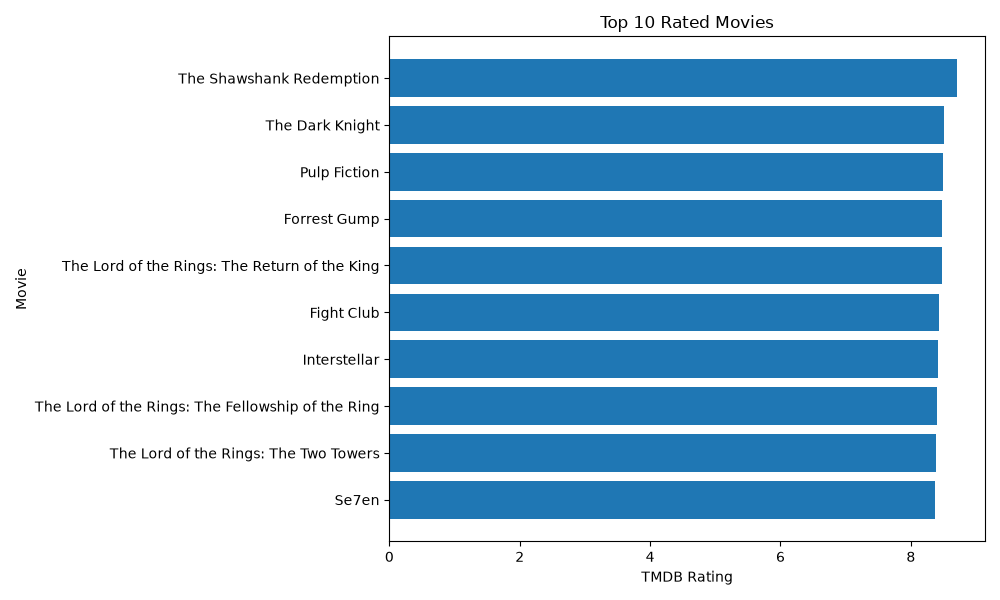 Top 10 Rated Movies
Movie
The Shawshank Redemption
The Dark Knight
Pulp Fiction
Forrest Gump
The Lord of the Rings: The Return of the King
Fight Club
Interstellar
The Lord of the Rings: The Fellowship of the Ring
The Lord of the Rings: The Two Towers
Se7en
0 2 4 6 8
TMDB Rating